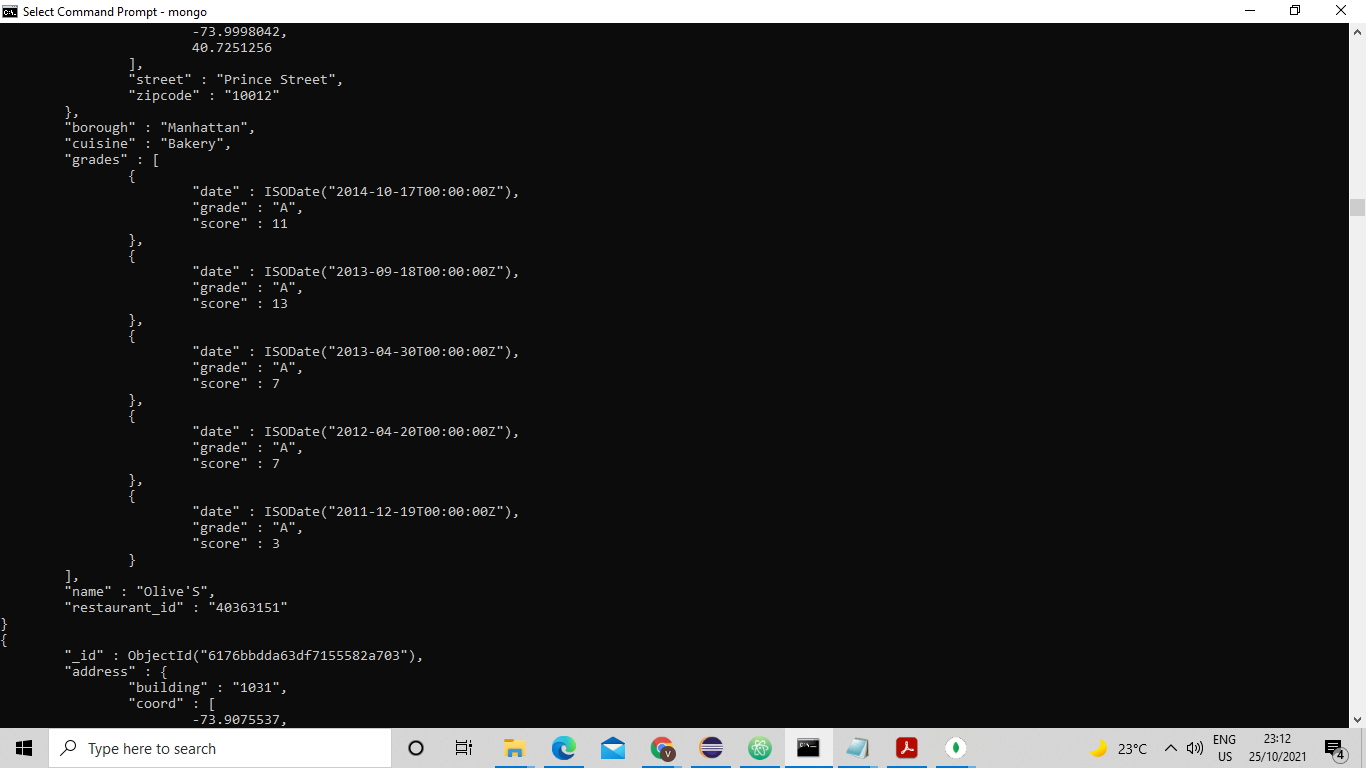 Select Command Prompt - mongo
-73.9998042,
40.7251256
],
"street" : "Prince Street",
"zipcode" : "10012"
},
"borough" : "Manhattan",
"cuisine" : "Bakery",
"grades" : [
{
"date" : ISODate("2014-10-17T00:00:00Z"),
"grade" : "A",
"score" : 11
},
{
"date" : ISODate("2013-09-18T00:00:00Z"),
"grade" : "A",
"score" : 13
},
{
"date" : ISODate("2013-04-30T00:00:00Z"),
"grade" : "A",
"score" : 7
},
{
"date" : ISODate("2012-04-20T00:00:00Z"),
"grade" : "A",
"score" : 7
},
{
"date" : ISODate("2011-12-19T00:00:00Z"),
"grade" : "A",
"score" : 3
}
],
"name" : "Olive'S",
"restaurant_id" : "40363151"
}
{
"_id" : ObjectId("6176bbdda63df7155582a703"),
"address" : {
"building" : "1031",
"coord" : [
-73.9075537,
Type here to search
V
23°C
ENG
US
23:12
25/10/2021
4